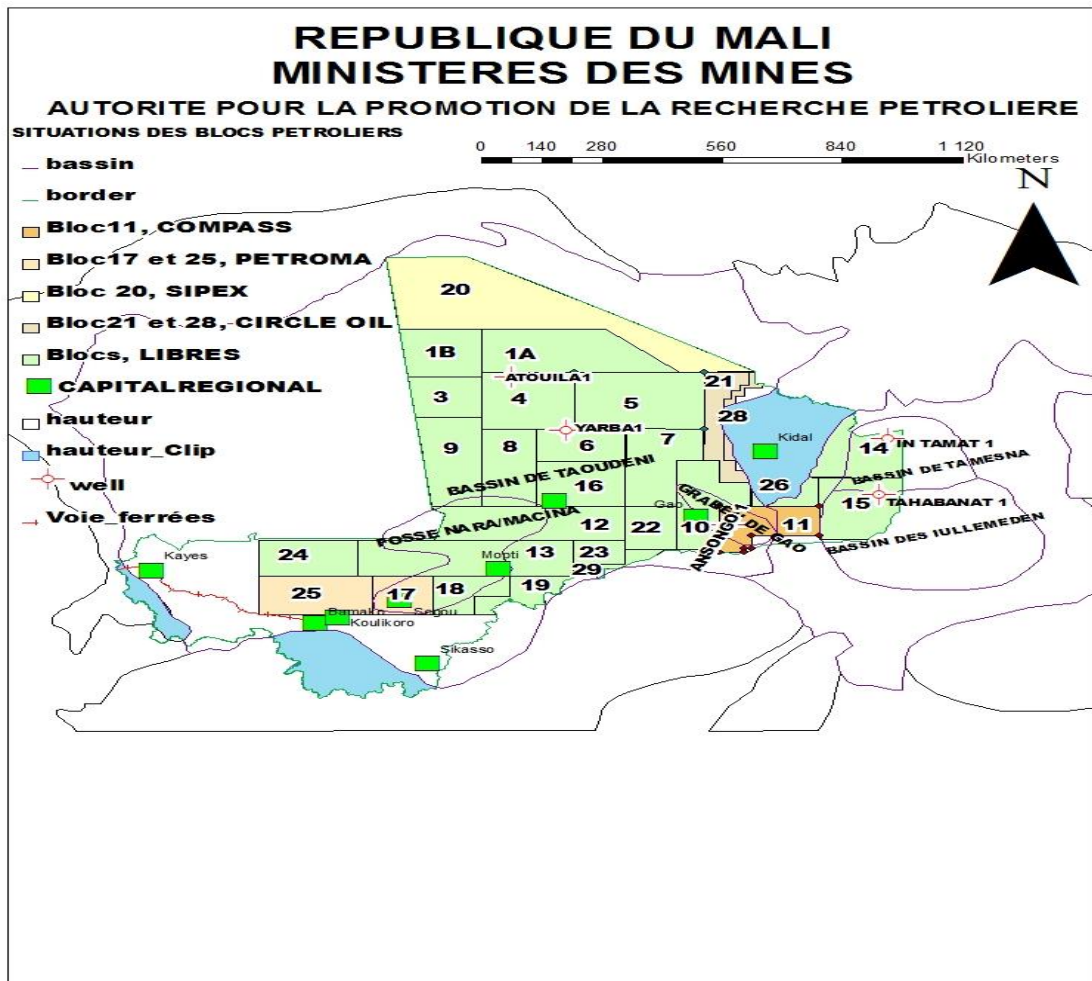 REPUBLIQUE DU MALI
MINISTERES DES MINES
AUTORITE POUR LA PROMOTION DE LA RECHERCHE PETROLIERE
SITUATIONS DES BLOCS PETROLIERS
0 140 280 560 840 1 120
Kilometers
N
bassin
border
Bloc11, COMPASS
Bloc17 et 25, PETROMA
Bloc 20, SIPEX
Bloc21 et 28, CIRCLE OIL
Blocs, LIBRES
CAPITALREGIONAL
hauteur
hauteur_Clip
well
Voie_ferrées
20
1B
1A
ATOUILA1
21
3
4
5
28
YARBA1
Kidal
9
8
6
7
14
IN TAMAT 1
BASSIN DE TAOUDENI
BASSIN DE TAMESNA
16
26
15
TAHABANAT 1
Gao
10
GRABEN DE GAO
ANSONGO 1
11
FOSSE NARA/MACINA
12
22
BASSIN DES IULLEMEDEN
24
13
23
Kayes
Mopti
29
25
17
18
19
Bamako
Segou
Koulikoro
Sikasso